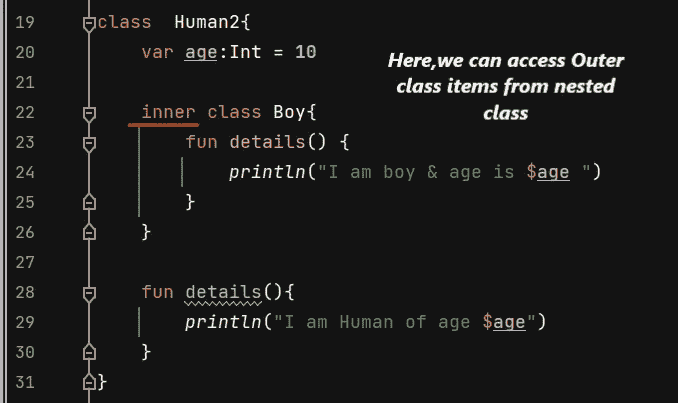 19 class  Human2{
20     var age:Int = 10
Here,we can access Outer
class items from nested
class
21
22     inner class Boy{
23         fun details() {
24             println("I am boy & age is $age ")
25         }
26     }
27
28     fun details(){
29         println("I am Human of age $age")
30     }
31 }